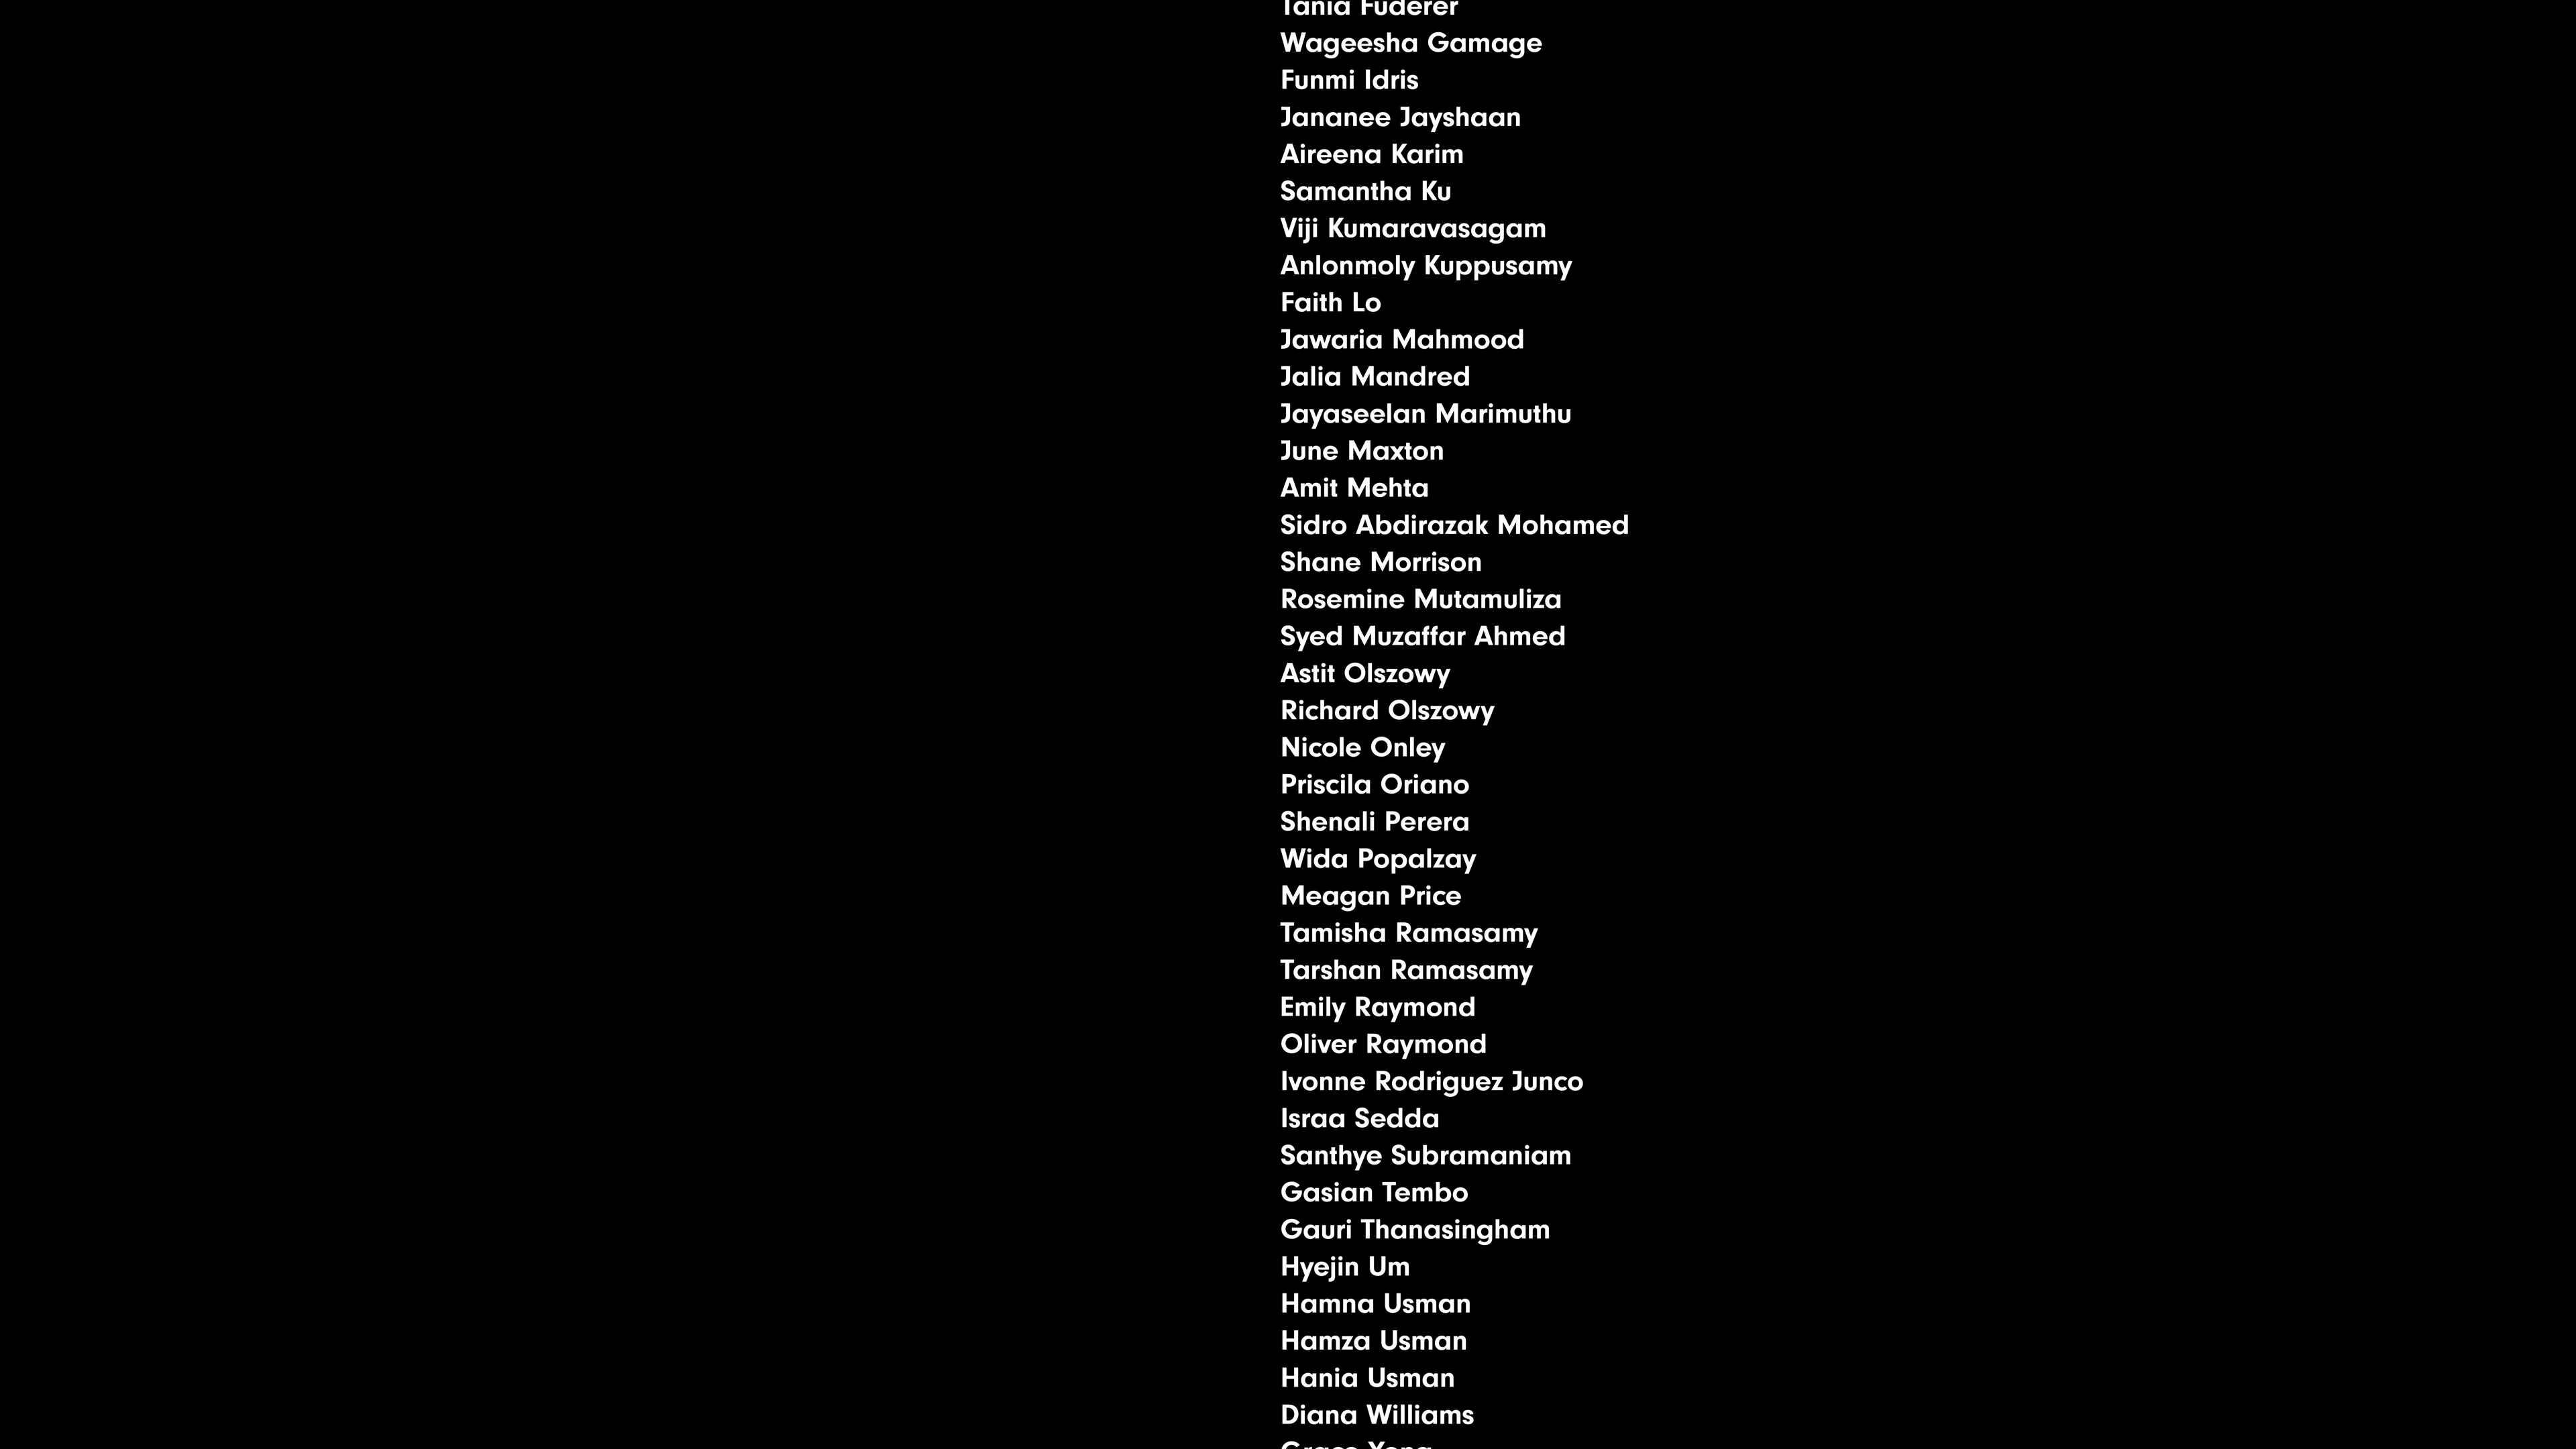 Tania Fuderer
Wageesha Gamage
Funmi Idris
Jananee Jayshaan
Aireena Karim
Samantha Ku
Viji Kumaravasagam
Anlonmoly Kuppusamy
Faith Lo
Jawaria Mahmood
Jalia Mandred
Jayaseelan Marimuthu
June Maxton
Amit Mehta
Sidro Abdirazak Mohamed
Shane Morrison
Rosemine Mutamuliza
Syed Muzaffar Ahmed
Astit Olszowy
Richard Olszowy
Nicole Onley
Priscila Oriano
Shenali Perera
Wida Popalzay
Meagan Price
Tamisha Ramasamy
Tarshan Ramasamy
Emily Raymond
Oliver Raymond
Ivonne Rodriguez Junco
Israa Sedda
Santhye Subramaniam
Gasian Tembo
Gauri Thanasingham
Hyejin Um
Hamna Usman
Hamza Usman
Hania Usman
Diana Williams